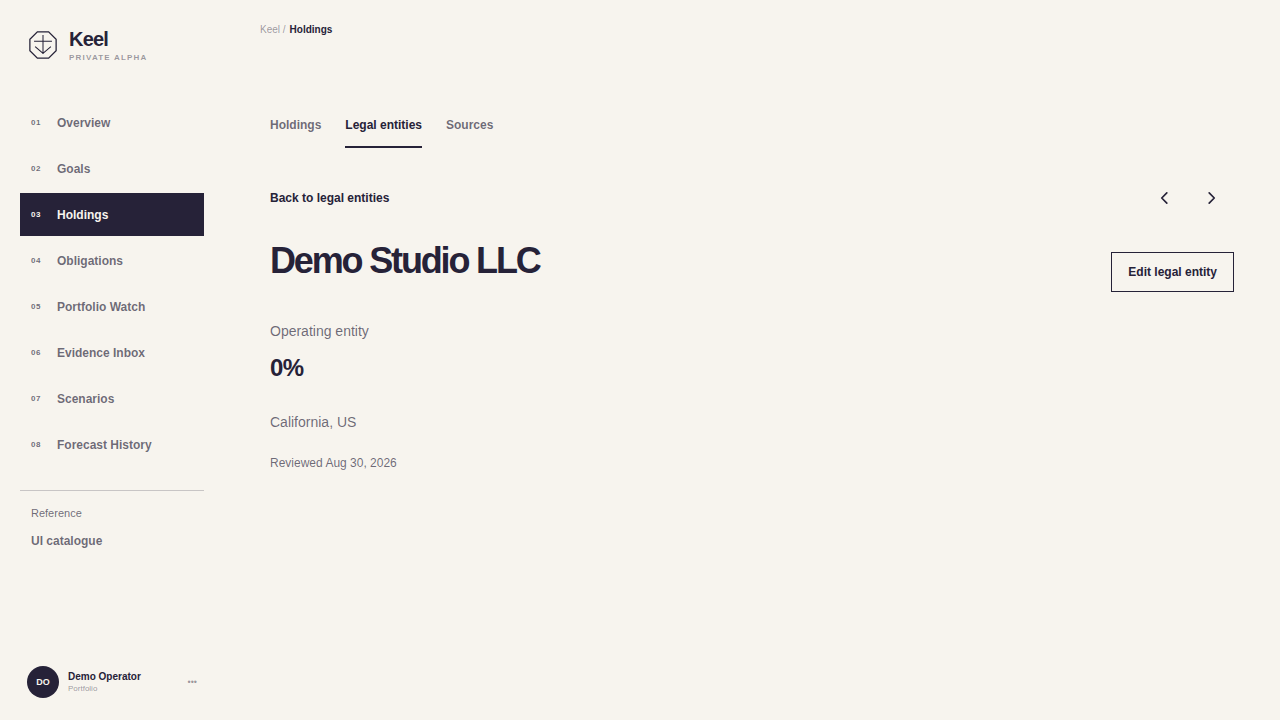 Keel
PRIVATE ALPHA
01 Overview
02 Goals
03 Holdings
04 Obligations
05 Portfolio Watch
06 Evidence Inbox
07 Scenarios
08 Forecast History
Reference
UI catalogue
DO
Demo Operator
Portfolio
•••
Keel / Holdings
Holdings Legal entities Sources
Back to legal entities
Demo Studio LLC
Edit legal entity
Operating entity
0%
California, US
Reviewed Aug 30, 2026